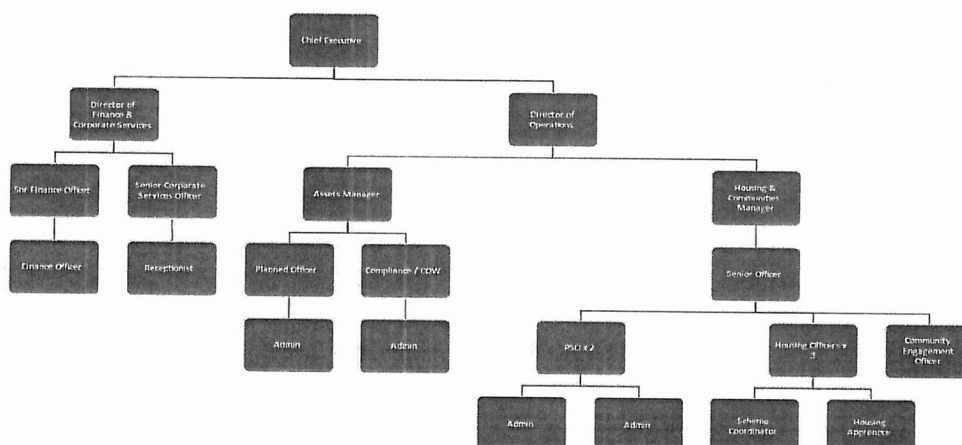 Chief Executive
Director of
Finance &
Corporate Services
Director of
Operations
Snr Finance Officer
Senior Corporate
Services Officer
Assets Manager
Housing &
Communities
Manager
Finance Officer
Receptionist
Planned Officer
Compliance / COW
Senior Officer
Admin
Admin
PSO x 2
Housing Officers x
3
Community
Engagement
Officer
Admin
Admin
Scheme
Coordinator
Housing
Apprentice